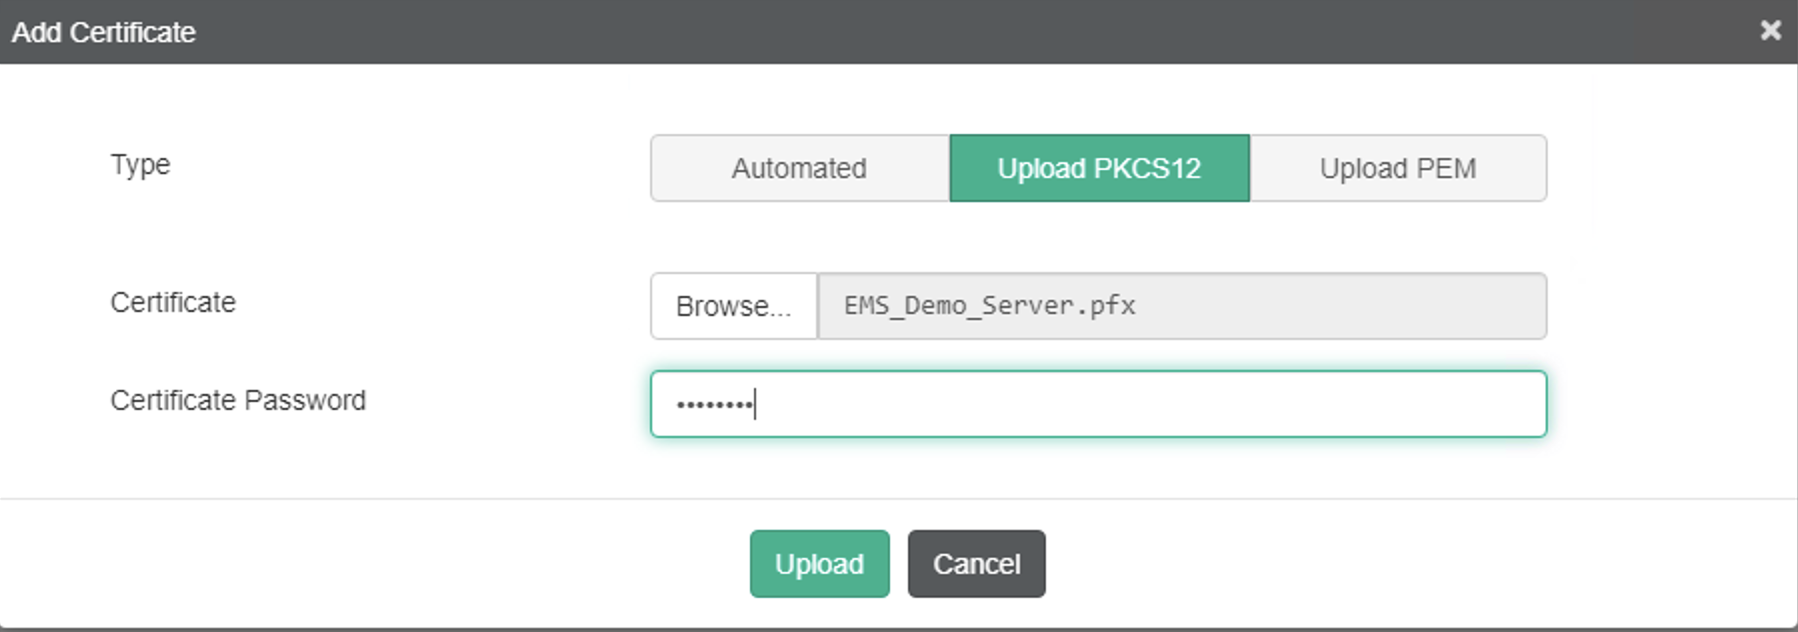 Add Certificate
Type
Automated
Upload PKCS12
Upload PEM
Certificate
Browse...
EMS_Demo_Server.pfx
Certificate Password
••••••••
Upload
Cancel